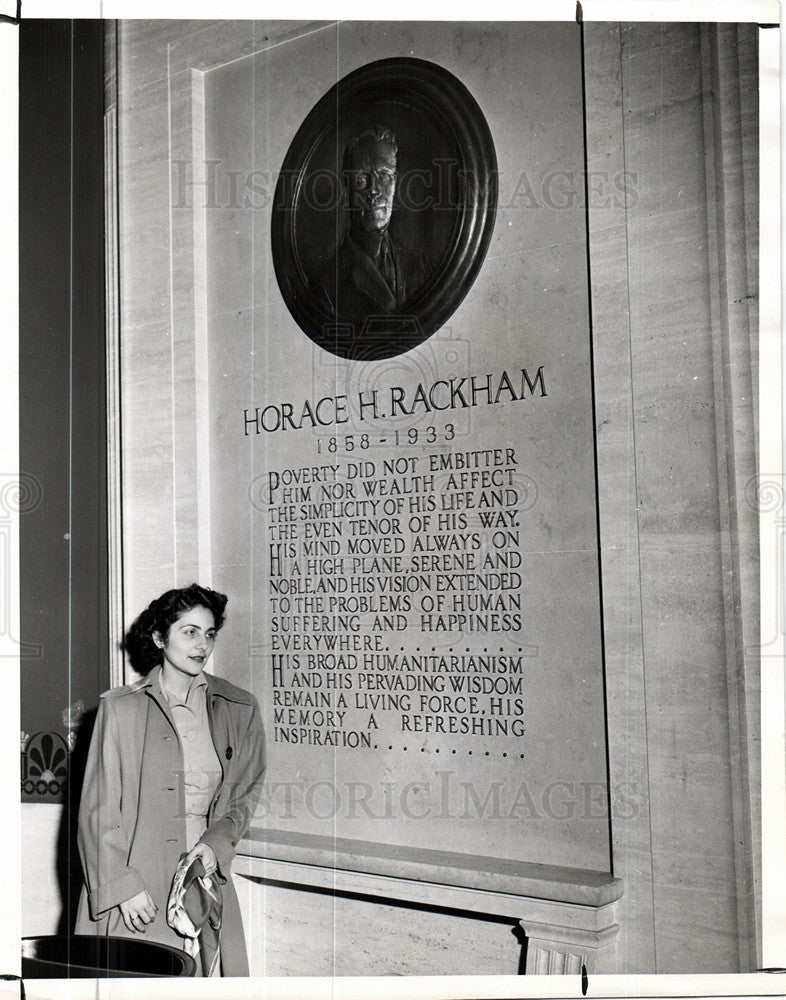 HISTORIC IMAGES
HORACE H. RACKHAM
1858-1933
POVERTY DID NOT EMBITTER
HIM NOR WEALTH AFFECT
THE SIMPLICITY OF HIS LIFE AND
THE EVEN TENOR OF HIS WAY.
HIS MIND MOVED ALWAYS ON
A HIGH PLANE, SERENE AND
NOBLE, AND HIS VISION EXTENDED
TO THE PROBLEMS OF HUMAN
SUFFERING AND HAPPINESS
EVERYWHERE. . . . . . . . .
HIS BROAD HUMANITARIANISM
AND HIS PERVADING WISDOM
REMAIN A LIVING FORCE. HIS
MEMORY A REFRESHING
INSPIRATION. . . . . . . . . . .
HISTORIC IMAGES